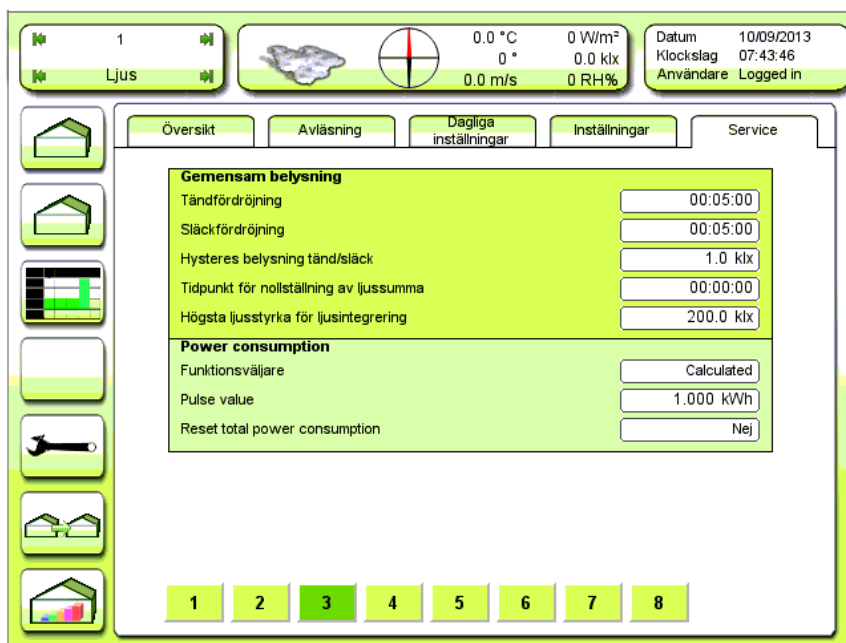 1
Ljus
0.0 °C 0 W/m²
0 ° 0.0 klx
0.0 m/s 0 RH%
Datum 10/09/2013
Klockslag 07:43:46
Användare Logged in
Översikt
Avläsning
Dagliga
inställningar
Inställningar
Service
Gemensam belysning
Tändfördröjning 00:05:00
Släckfördröjning 00:05:00
Hysteres belysning tänd/släck 1.0 klx
Tidpunkt för nollställning av ljussumma 00:00:00
Högsta ljusstyrka för ljusintegrering 200.0 klx
Power consumption
Funktionsväljare Calculated
Pulse value 1.000 kWh
Reset total power consumption Nej
1 2 3 4 5 6 7 8